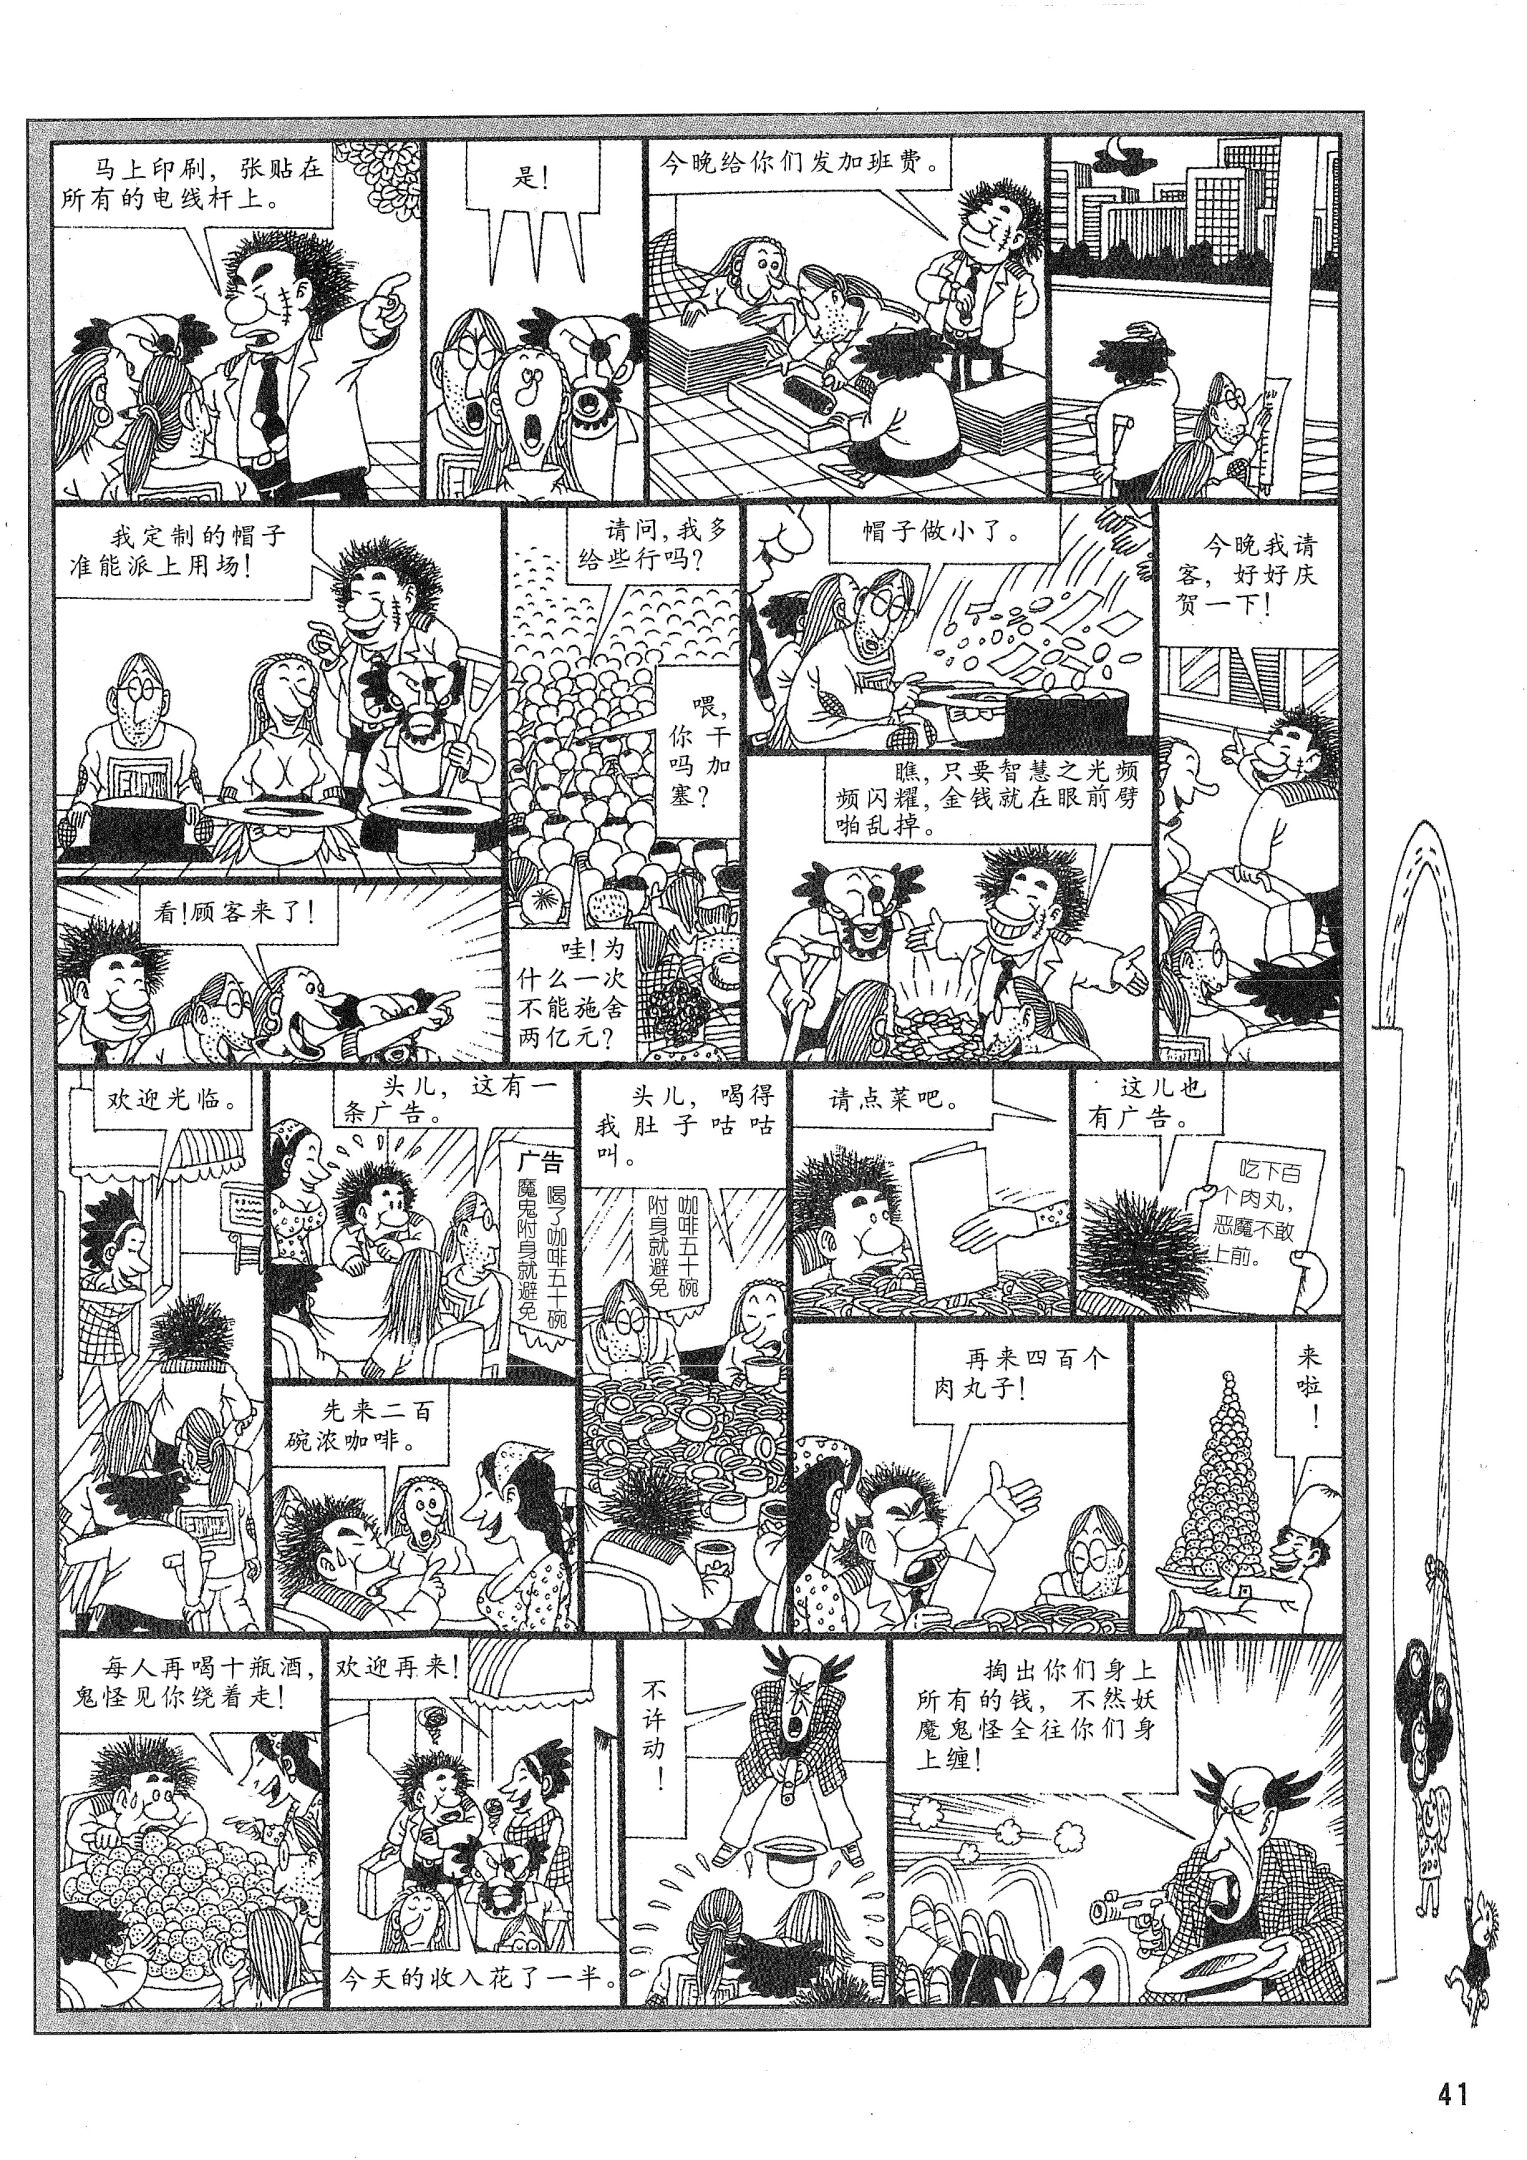 马上印刷，张贴在
所有的电线杆上。
是！
今晚给你们发加班费。
我定制的帽子
准能派上用场！
看！顾客来了！
请问，我多
给些行吗？
喂，
你干
吗加
塞？
哇！为
什么一次
不能施舍
两亿元？
帽子做小了。
瞧，只要智慧之光频
频闪耀，金钱就在眼前劈
啪乱掉。
今晚我请
客，好好庆
贺一下！
欢迎光临。
头儿，这有一
条广告。
广告
喝了咖啡五十碗
魔鬼附身就避免
先来二百
碗浓咖啡。
头儿，喝得
我肚子咕咕
叫。
咖啡五十碗
附身就避免
请点菜吧。
这儿也
有广告。
吃下百
个肉丸，
恶魔不敢
上前。
再来四百个
肉丸子！
来
啦
！
每人再喝十瓶酒，
鬼怪见你绕着走！
欢迎再来！
今天的收入花了一半。
不
许
动
！
掏出你们身上
所有的钱，不然妖
魔鬼怪全往你们身
上缠！
41